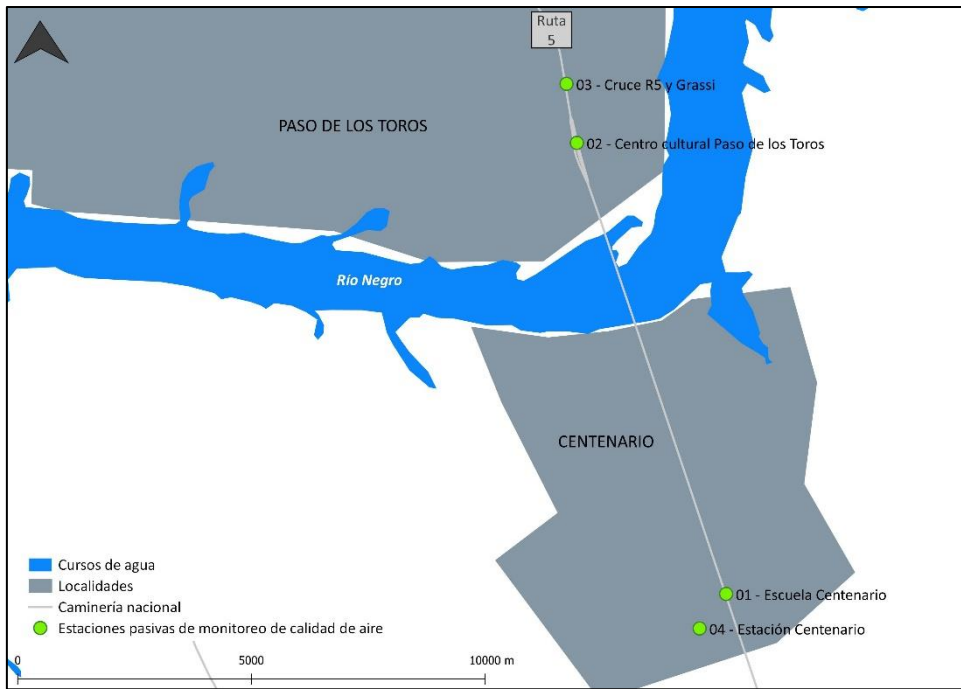 Ruta
5
03 - Cruce R5 y Grassi
PASO DE LOS TOROS
02 - Centro cultural Paso de los Toros
Río Negro
CENTENARIO
Cursos de agua
Localidades
Caminería nacional
Estaciones pasivas de monitoreo de calidad de aire
01 - Escuela Centenario
04 - Estación Centenario
0 5000 10000 m